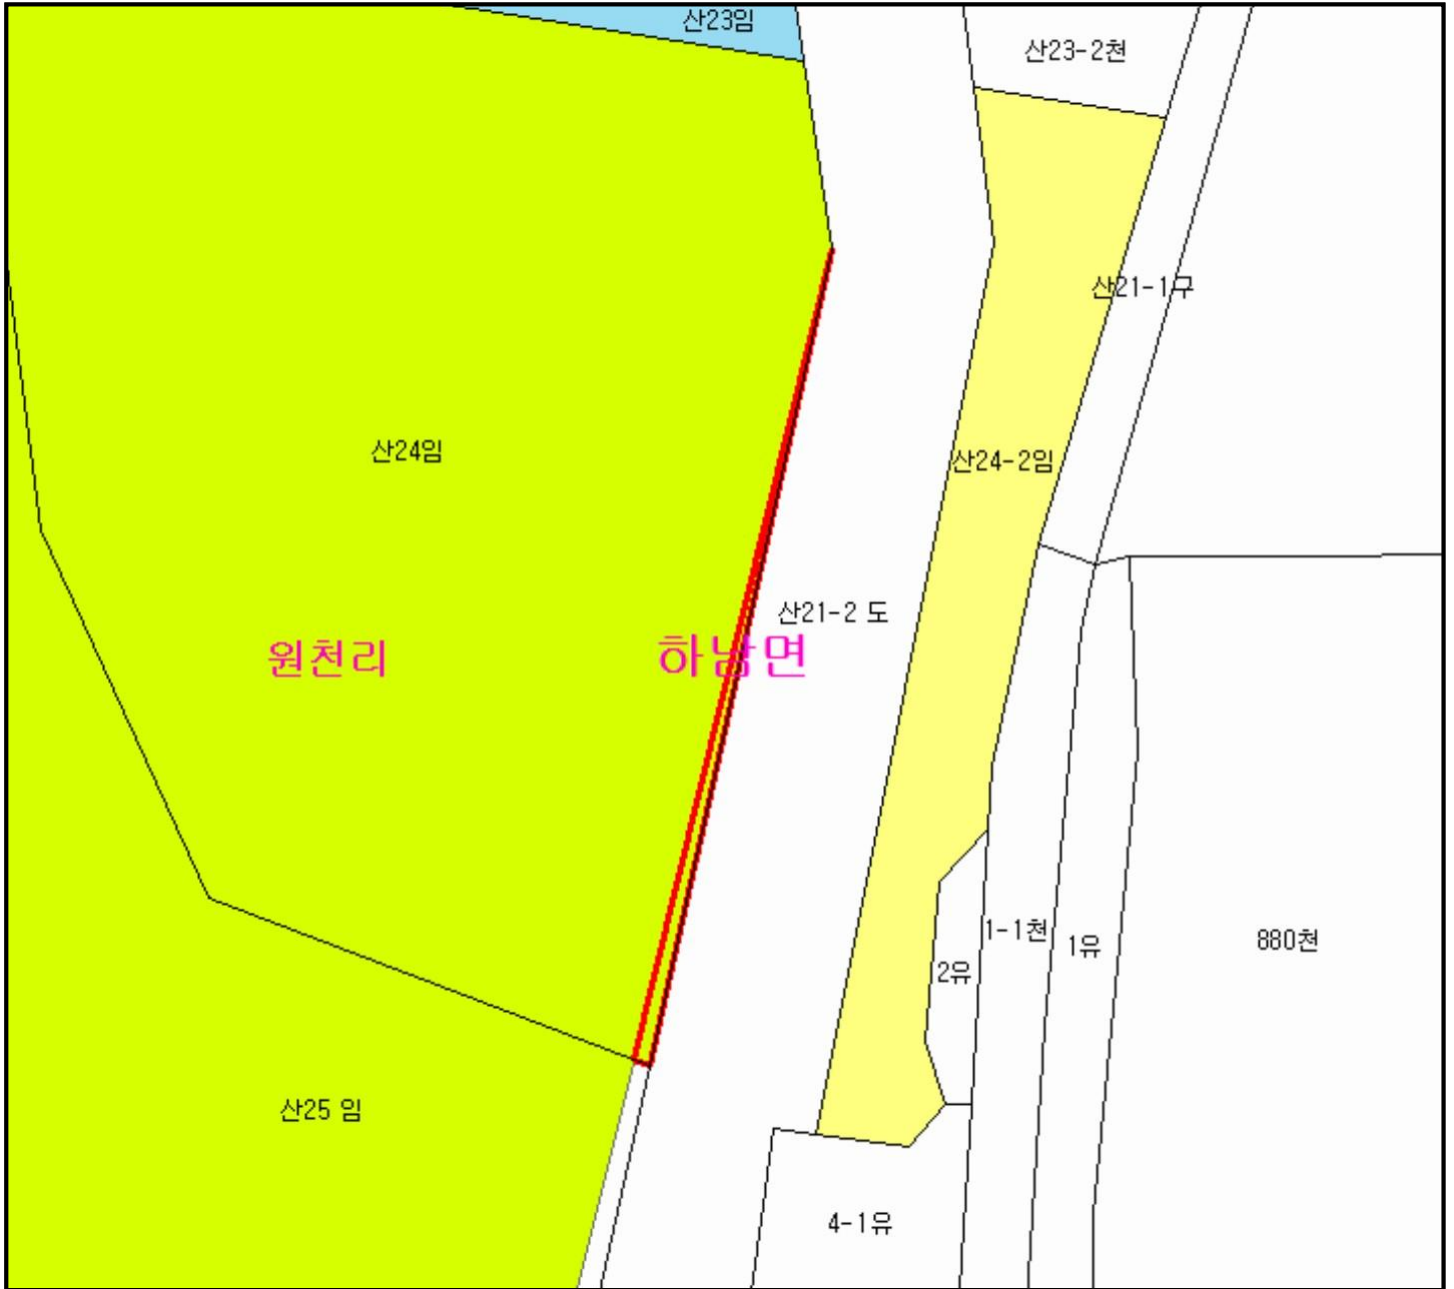 산23임
산23-2천
산21-1구
산24임
산24-2임
산21-2 도
원천리
하남면
1-1천
1유
880천
2유
산25 임
4-1유